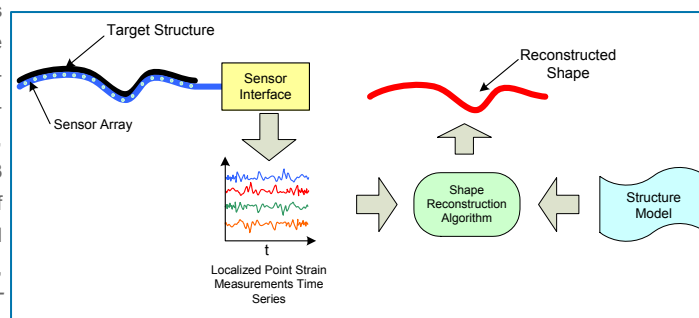 Target Structure
Sensor Array
Sensor
Interface
t
Localized Point Strain
Measurements Time
Series
Reconstructed
Shape
Shape
Reconstruction
Algorithm
Structure
Model